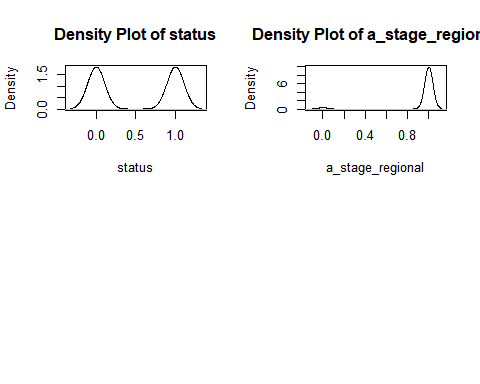 Density Plot of status
Density
0.0 1.5
0.0 0.5 1.0
status
Density Plot of a_stage_region
Density
0 6
0.0 0.4 0.8
a_stage_regional